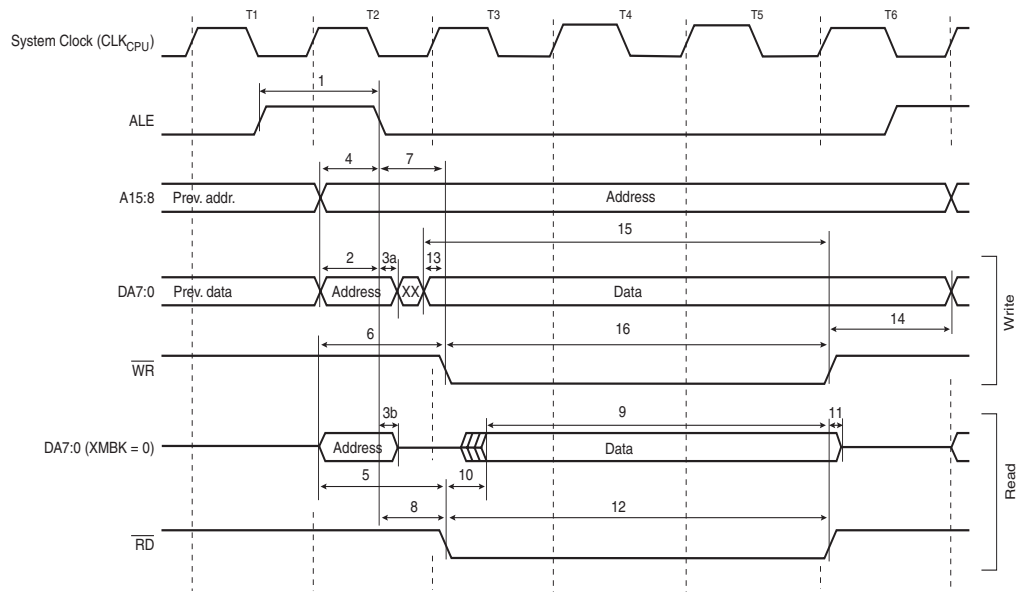 T1 T2 T3 T4 T5 T6
System Clock (CLKCPU)
1
ALE
4 7
A15:8 Prev. addr. Address
15
2 3a 13
DA7:0 Prev. data Address XX Data
Write
6 16 14
WR
3b 9 11
DA7:0 (XMBK = 0) Address Data
Read
5 10
8 12
RD